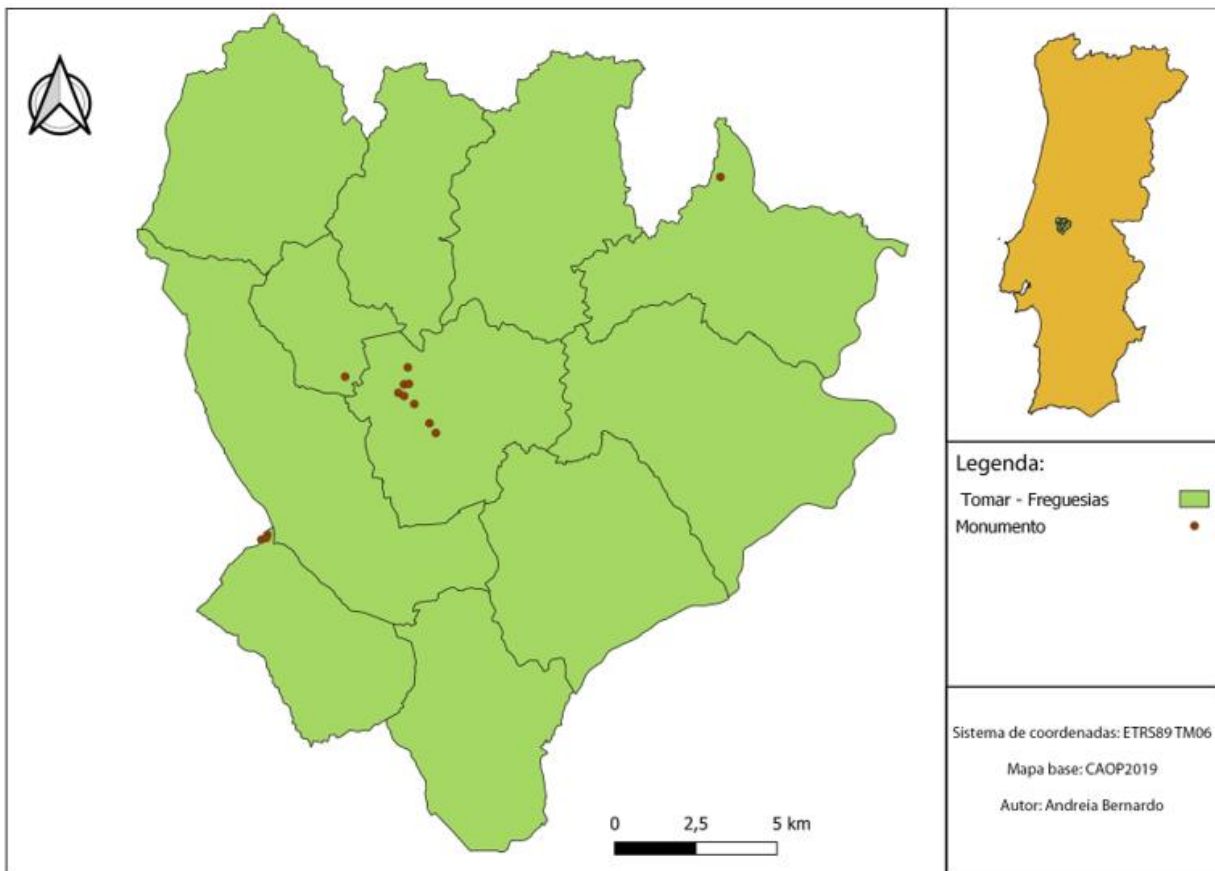 Legenda:
Tomar - Freguesias
Monumento
Sistema de coordenadas: ETRS89 TM06
Mapa base: CAOP2019
Autor: Andreia Bernardo
0 2,5 5 km